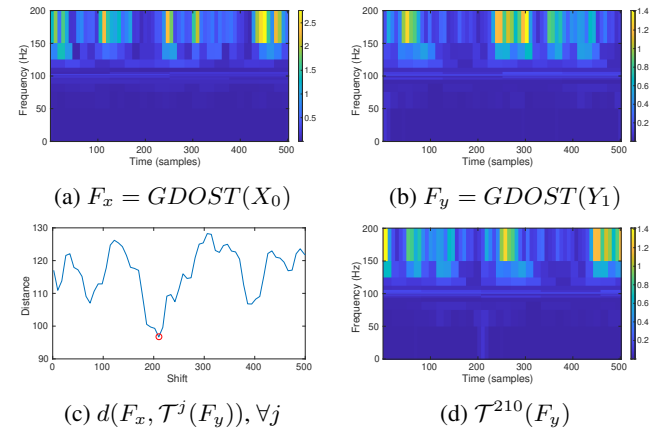 200
150
100
50
0
Frequency (Hz)
100 200 300 400 500
Time (samples)
2.5
2
1.5
1
0.5
(a) F_x = GDOST(X_0)
200
150
100
50
0
Frequency (Hz)
100 200 300 400 500
Time (samples)
1.4
1.2
1
0.8
0.6
0.4
0.2
(b) F_y = GDOST(Y_1)
130
120
110
100
90
Distance
0 100 200 300 400 500
Shift
(c) d(F_x, 𝒯^j(F_y)), ∀j
200
150
100
50
0
Frequency (Hz)
100 200 300 400 500
Time (samples)
1.4
1.2
1
0.8
0.6
0.4
0.2
(d) 𝒯^210(F_y)